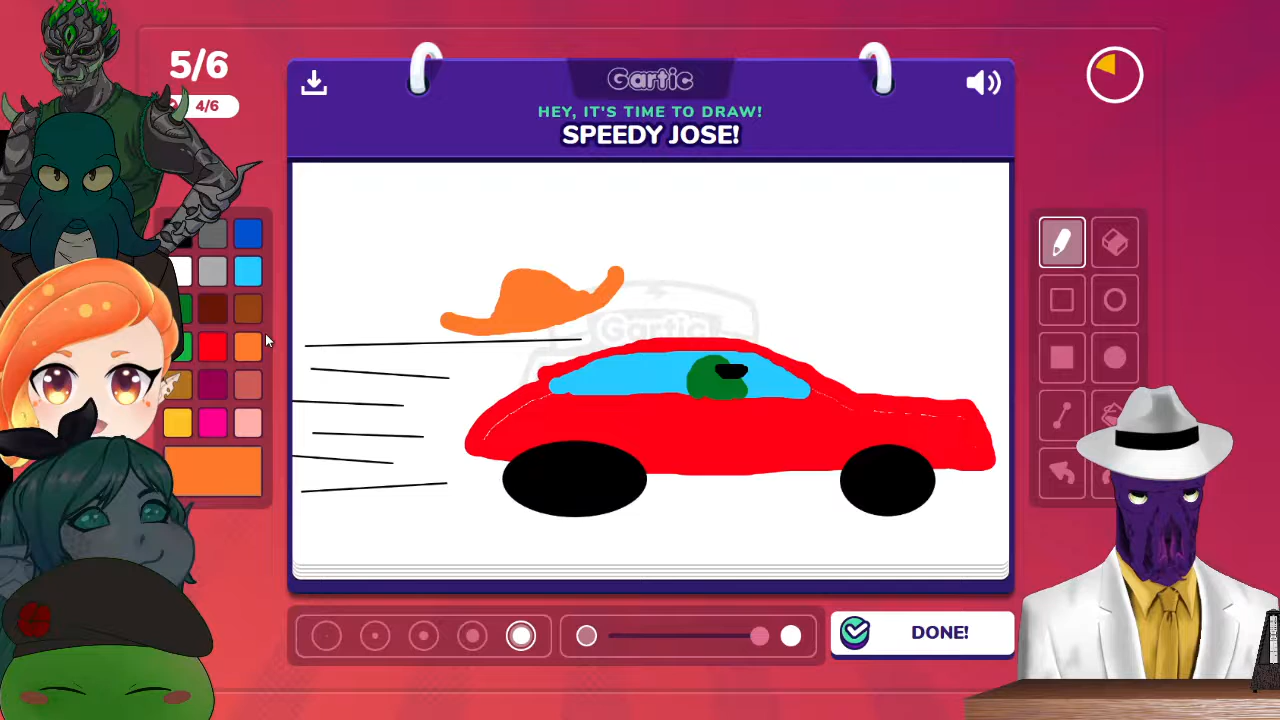 5/6
4/6
Gartic
HEY, IT'S TIME TO DRAW!
SPEEDY JOSE!
Gartic
DONE!